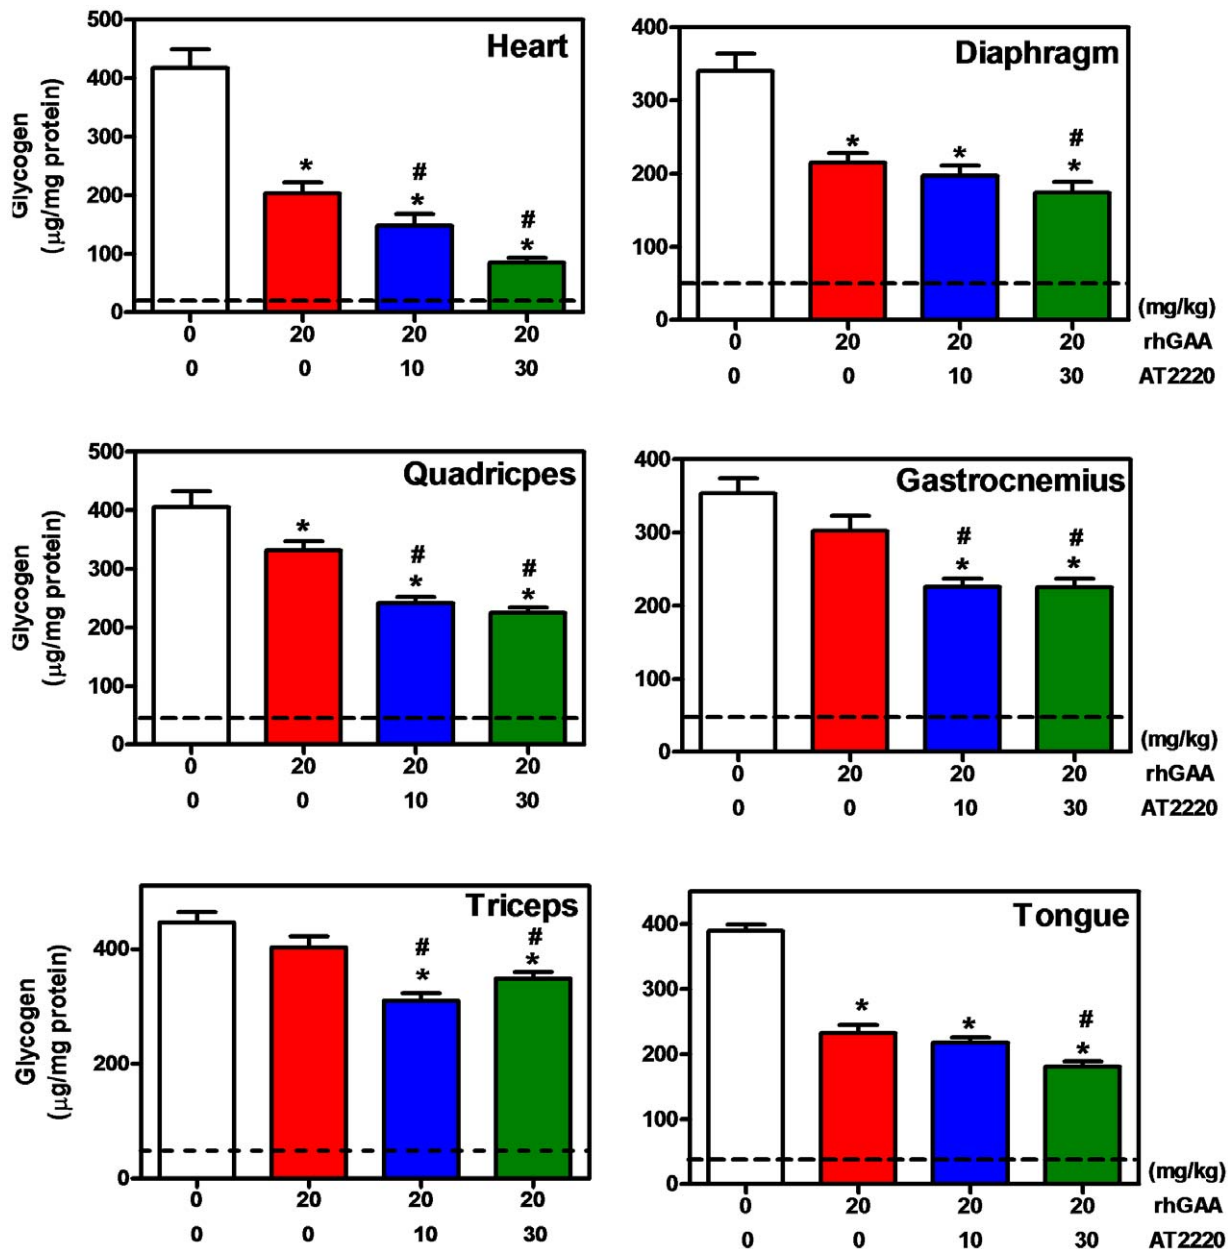 Heart
Glycogen
(μg/mg protein)
500
400
300
200
100
0
*
#
*
#
*
0 20 20 20
0 0 10 30
Diaphragm
400
300
200
100
0
*
*
#
*
(mg/kg)
0 20 20 20 rhGAA
0 0 10 30 AT2220
Quadricpes
Glycogen
(μg/mg protein)
500
400
300
200
100
0
*
#
*
#
*
0 20 20 20
0 0 10 30
Gastrocnemius
400
300
200
100
0
#
*
#
*
(mg/kg)
0 20 20 20 rhGAA
0 0 10 30 AT2220
Triceps
Glycogen
(μg/mg protein)
400
200
0
#
*
#
*
0 20 20 20
0 0 10 30
Tongue
400
300
200
100
0
*
*
#
*
(mg/kg)
0 20 20 20 rhGAA
0 0 10 30 AT2220